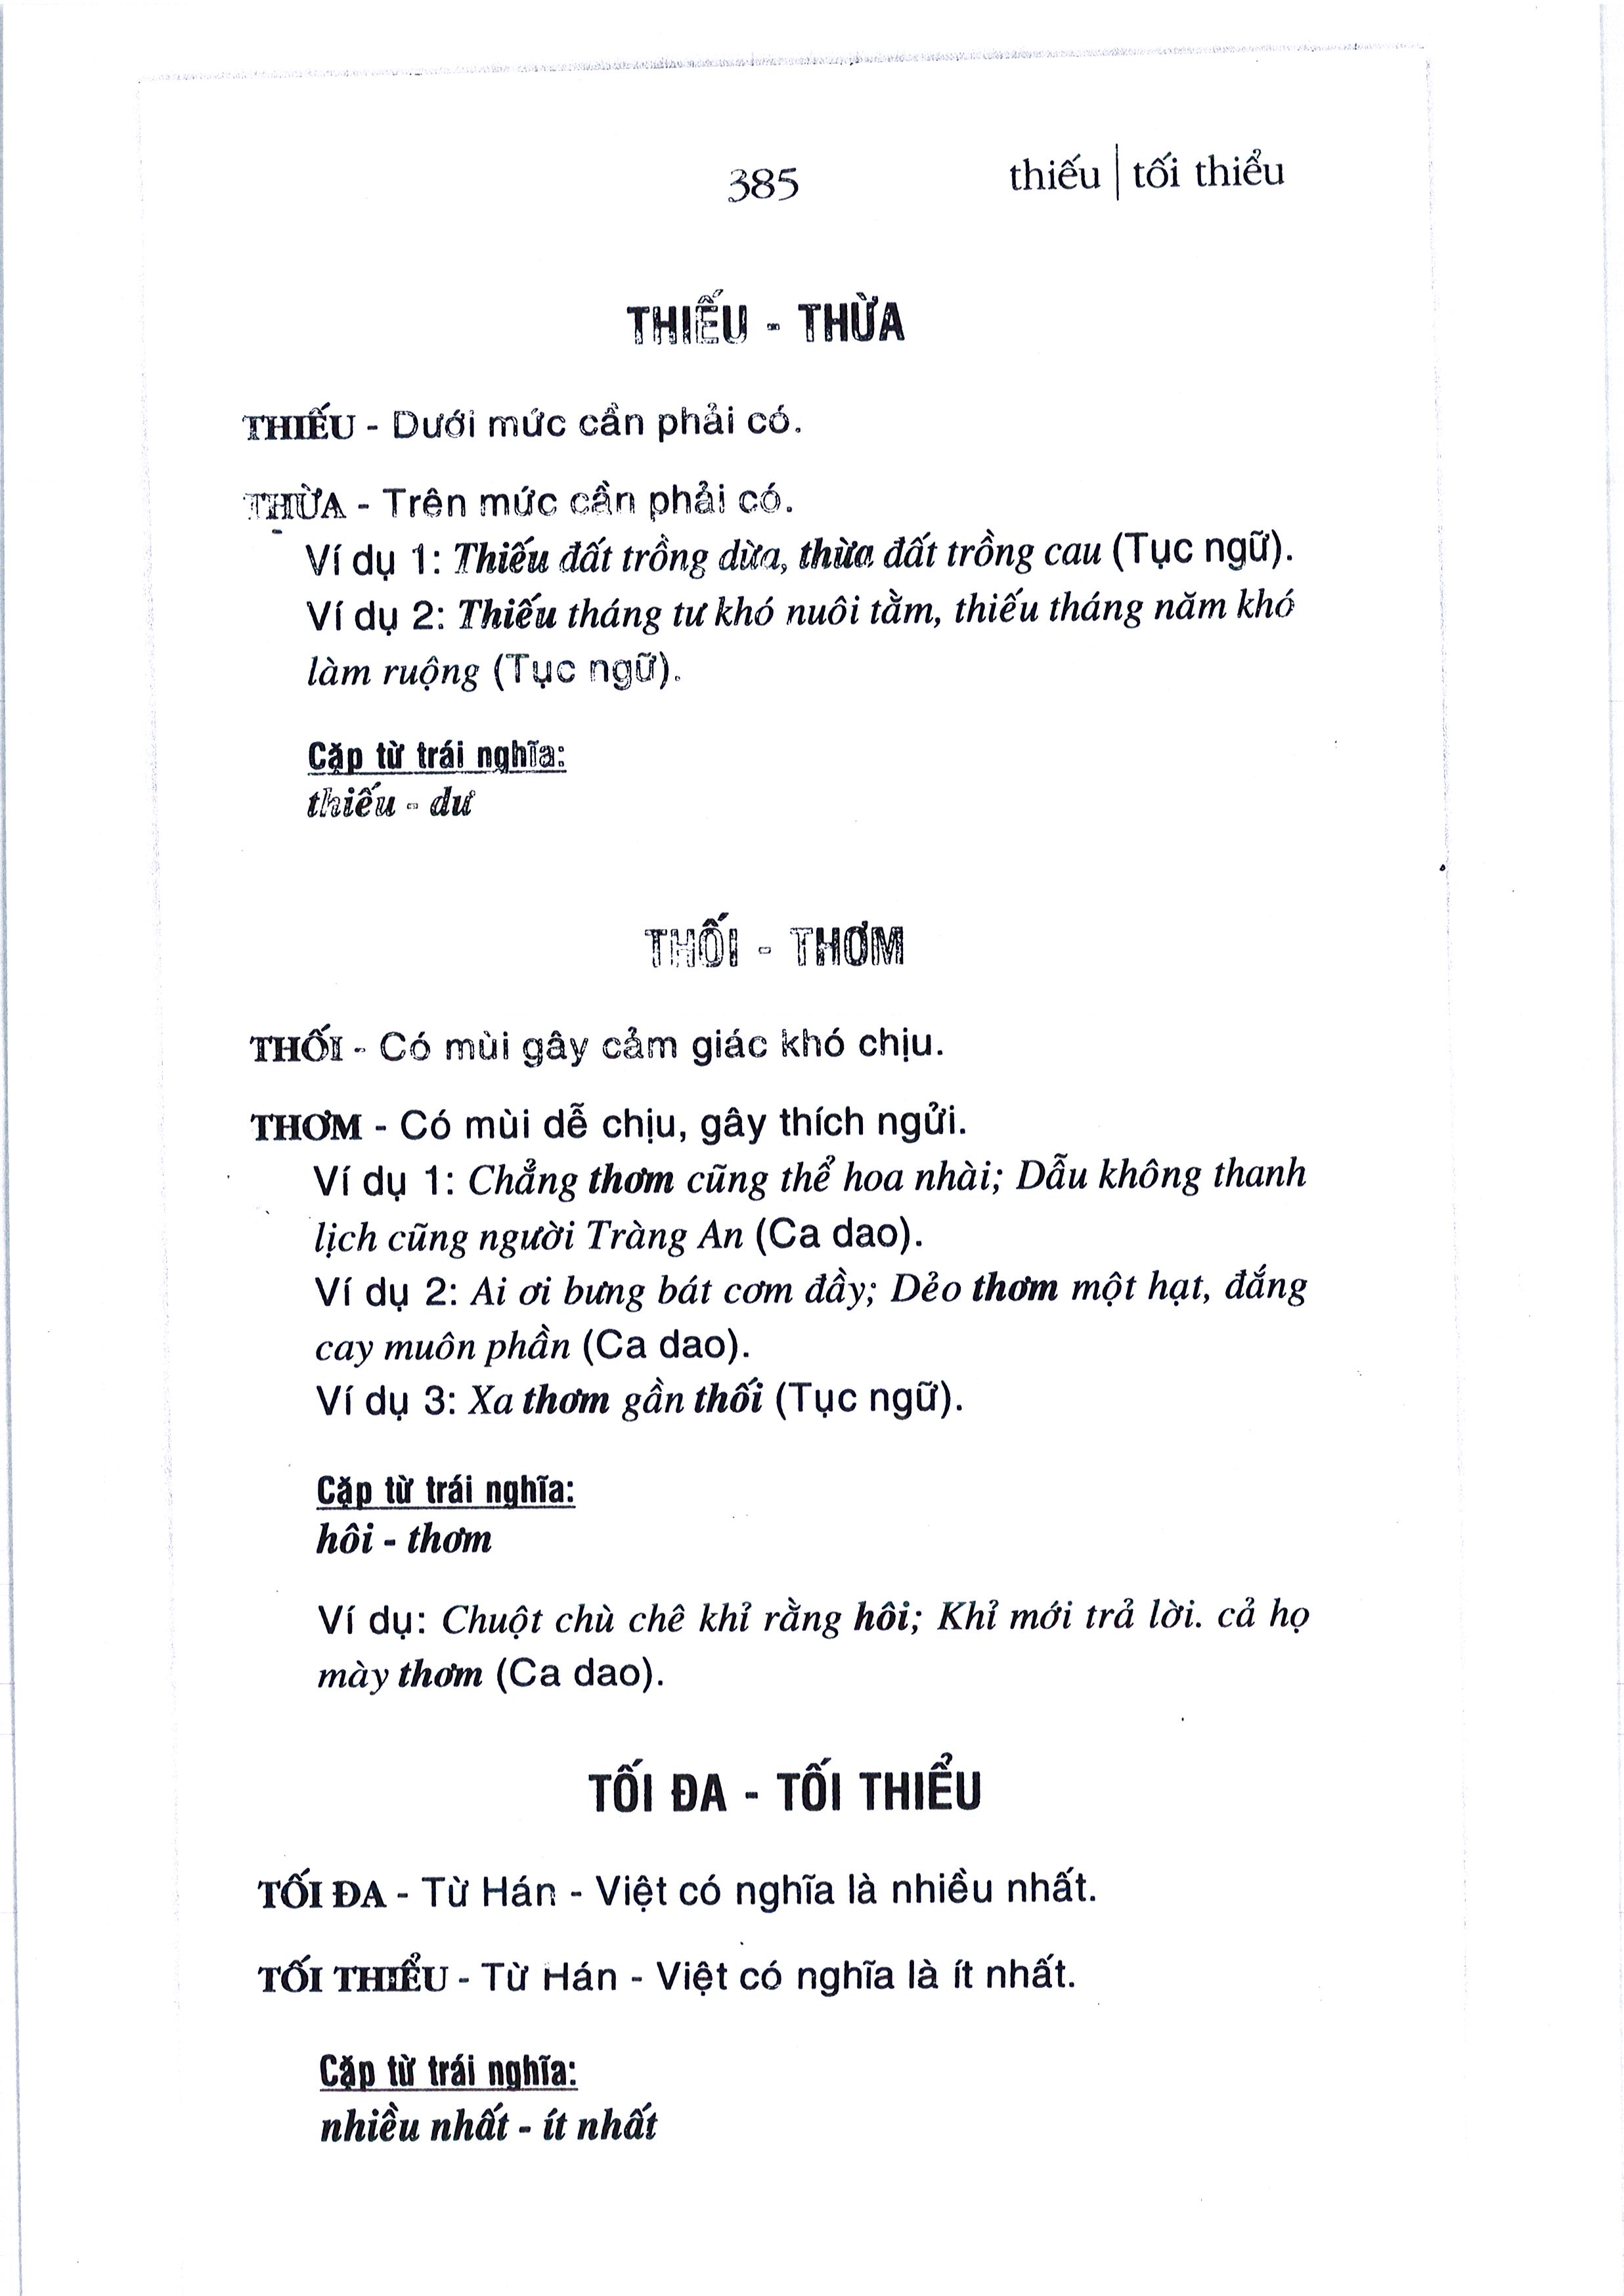 385
thiếu | tối thiểu
THIẾU - THỪA
THIẾU - Dưới mức cần phải có.
THỪA - Trên mức cần phải có.
Ví dụ 1: Thiếu đất trồng dừa, thừa đất trồng cau (Tục ngữ).
Ví dụ 2: Thiếu tháng tư khó nuôi tằm, thiếu tháng năm khó
làm ruộng (Tục ngữ).
Cặp từ trái nghĩa:
thiếu - dư
THỐI - THƠM
THỐI - Có mùi gây cảm giác khó chịu.
THƠM - Có mùi dễ chịu, gây thích ngửi.
Ví dụ 1: Chẳng thơm cũng thể hoa nhài; Dẫu không thanh
lịch cũng người Tràng An (Ca dao).
Ví dụ 2: Ai ơi bưng bát cơm đầy; Dẻo thơm một hạt, đắng
cay muôn phần (Ca dao).
Ví dụ 3: Xa thơm gần thối (Tục ngữ).
Cặp từ trái nghĩa:
hôi - thơm
Ví dụ: Chuột chù chê khỉ rằng hôi; Khỉ mới trả lời. cả họ
mày thơm (Ca dao).
TỐI ĐA - TỐI THIỂU
TỐI ĐA - Từ Hán - Việt có nghĩa là nhiều nhất.
TỐI THIỂU - Từ Hán - Việt có nghĩa là ít nhất.
Cặp từ trái nghĩa:
nhiều nhất - ít nhất